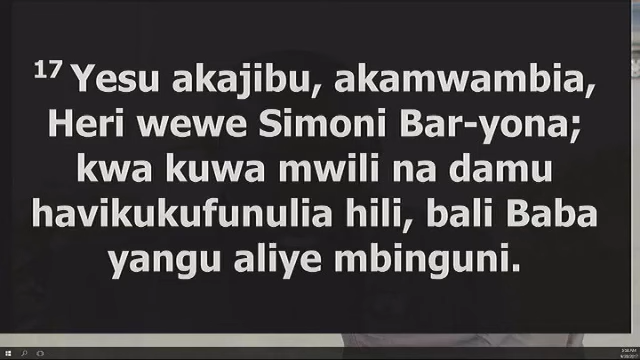 17 Yesu akajibu, akamwambia,
Heri wewe Simoni Bar-yona;
kwa kuwa mwili na damu
havikukufunulia hili, bali Baba
yangu aliye mbinguni.